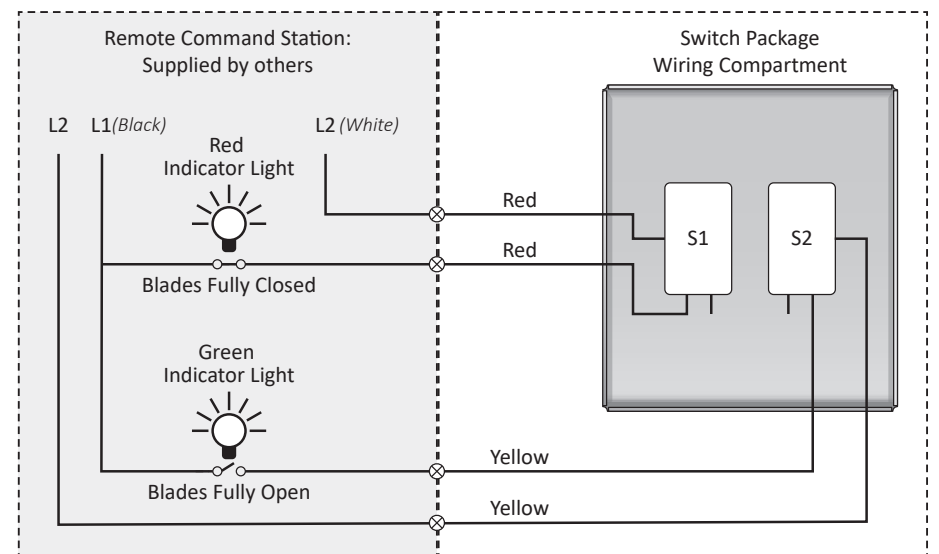 Remote Command Station:
Supplied by others
Switch Package
Wiring Compartment
L2
L1 (Black)
L2 (White)
Red
Indicator Light
Red
Red
S1
S2
Blades Fully Closed
Green
Indicator Light
Yellow
Blades Fully Open
Yellow